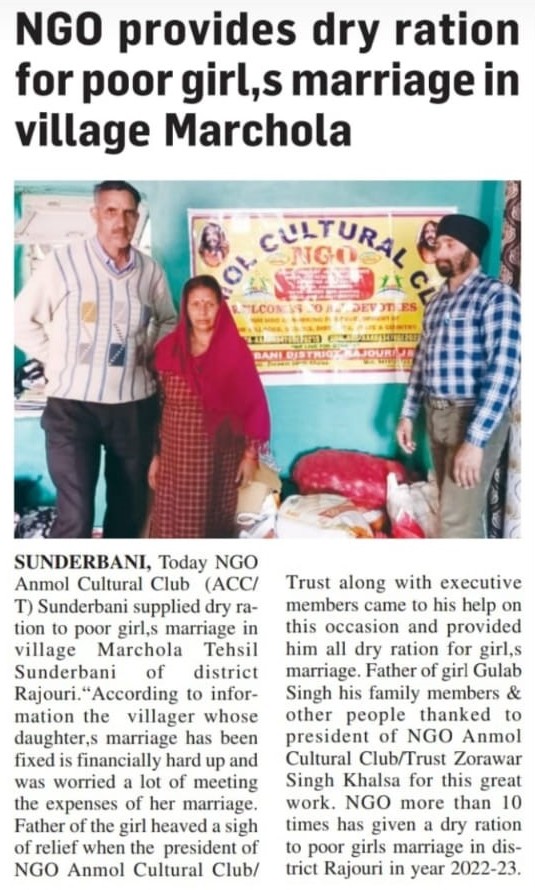 NGO provides dry ration
for poor girl,s marriage in
village Marchola
CULTURAL
NGO
DEVOTEES
BANI DISTRICT RAJOURI J
SUNDERBANI, Today NGO
Anmol Cultural Club (ACC/
T) Sunderbani supplied dry ra-
tion to poor girl,s marriage in
village Marchola Tehsil
Sunderbani of district
Rajouri.“According to infor-
mation the villager whose
daughter,s marriage has been
fixed is financially hard up and
was worried a lot of meeting
the expenses of her marriage.
Father of the girl heaved a sigh
of relief when the president of
NGO Anmol Cultural Club/
Trust along with executive
members came to his help on
this occasion and provided
him all dry ration for girl,s
marriage. Father of girl Gulab
Singh his family members &
other people thanked to
president of NGO Anmol
Cultural Club/Trust Zorawar
Singh Khalsa for this great
work. NGO more than 10
times has given a dry ration
to poor girls marriage in dis-
trict Rajouri in year 2022-23.